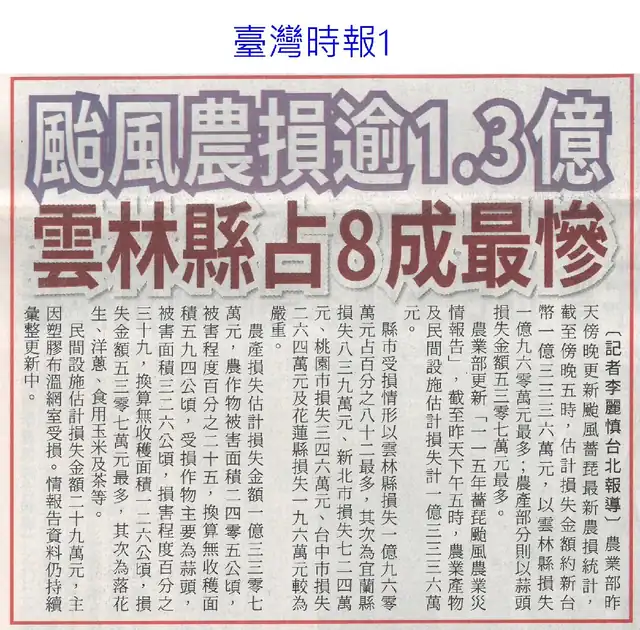 臺灣時報1
颱風農損逾1.3億
雲林縣占8成最慘
〔記者李麗慎台北報導〕農業部昨
天傍晚更新颱風薔琵最新農損統計，
截至傍晚五時，估計損失金額約新台
幣一億三三三六萬元，以雲林縣損失
一億九六零萬元最多；農產部分則以蒜頭
損失金額五三零七萬元最多。
農業部更新「一一五年薔琵颱風農業災
情報告」，截至昨天下午五時，農業產物
及民間設施估計損失計一億三三三六萬
元。
縣市受損情形以雲林縣損失一億九六零
萬元占百分之八十二最多，其次為宜蘭縣
損失八三九萬元、新北市損失七二四萬
元、桃園市損失三四六萬元、台中市損失
二六四萬元及花蓮縣損失一九六萬元較為
嚴重。
農產損失估計損失金額一億三三零七
萬元，農作物被害面積二四零五公頃，
被害程度百分之二十五，換算無收穫面
積五九四公頃，受損作物主要為蒜頭，
被害面積三二六公頃，損害程度百分之
三十九，換算無收穫面積一二六公頃，損
失金額五三零七萬元最多，其次為落花
生、洋蔥、食用玉米及茶等。
民間設施估計損失金額二十九萬元，主
因塑膠布溫網室受損。情報告資料仍持續
彙整更新中。